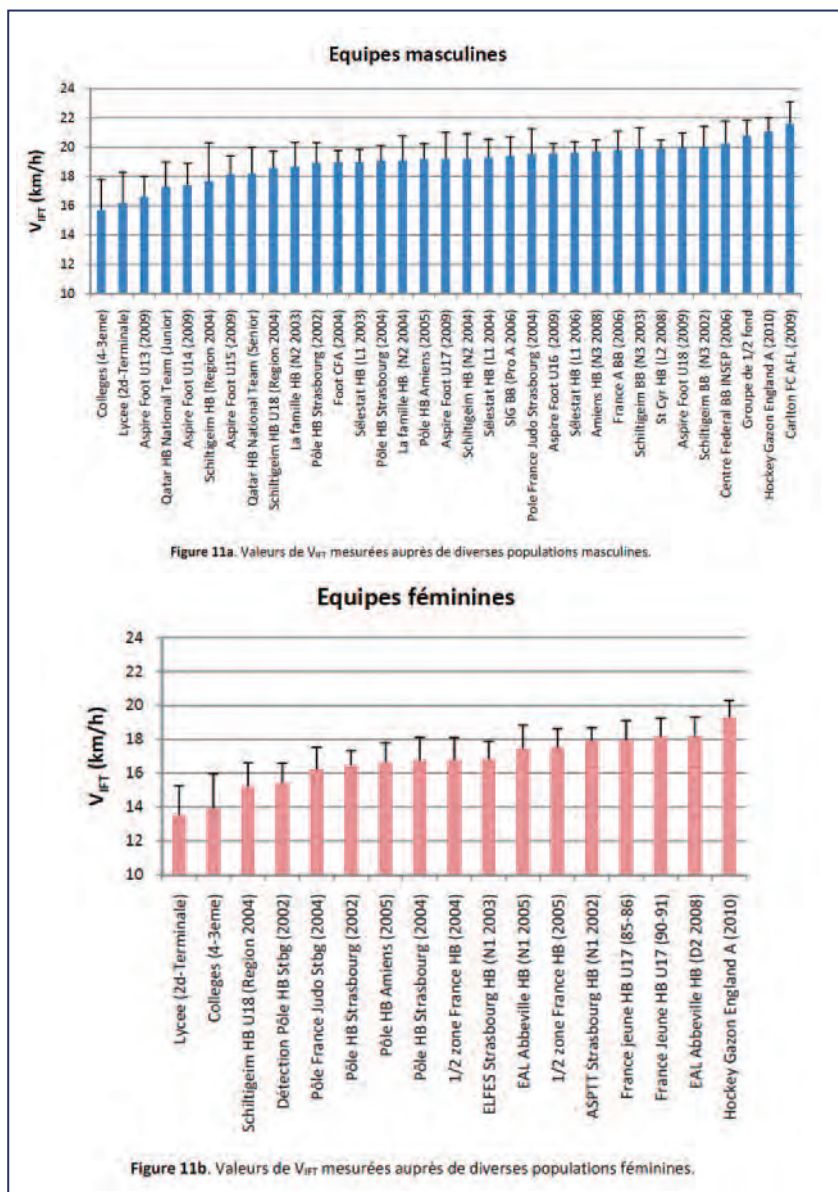 Equipes masculines
V_IFT (km/h)
24
22
20
18
16
14
12
10
Colleges (4-3eme)
Lycee (2d-Terminale)
Aspire Foot U13 (2009)
Qatar HB National Team (Junior)
Aspire Foot U14 (2009)
Schiltigeim HB (Region 2004)
Aspire Foot U15 (2009)
Qatar HB National Team (Senior)
Schiltigeim HB U18 (Region 2004)
La famille HB (N2 2003)
Pôle HB Strasbourg (2002)
Foot CFA (2004)
Sélestat HB (L1 2003)
Pôle HB Strasbourg (2004)
La famille HB (N2 2004)
Pôle HB Amiens (2005)
Aspire Foot U17 (2009)
Schiltigeim HB (N2 2004)
Sélestat HB (L1 2004)
SIG BB (Pro A 2006)
Pole France Judo Strasbourg (2004)
Aspire Foot U16 (2009)
Sélestat HB (L1 2006)
Amiens HB (N3 2008)
France A BB (2006)
Schiltigeim BB (N3 2003)
St Cyr HB (L2 2008)
Aspire Foot U18 (2009)
Schiltigeim BB (N3 2002)
Centre Federal BB INSEP (2006)
Groupe de 1/2 fond
Hockey Gazon England A (2010)
Carlton FC AFL (2009)
Figure 11a. Valeurs de V_IFT mesurées auprès de diverses populations masculines.
Equipes féminines
V_IFT (km/h)
24
22
20
18
16
14
12
10
Lycee (2d-Terminale)
Colleges (4-3eme)
Schiltigeim HB U18 (Region 2004)
Détection Pôle HB Stbg (2002)
Pôle France Judo Stbg (2004)
Pôle HB Strasbourg (2002)
Pôle HB Amiens (2005)
Pôle HB Strasbourg (2004)
1/2 zone France HB (2004)
ELFES Strasbourg HB (N1 2003)
EAL Abbeville HB (N1 2005)
1/2 zone France HB (2005)
ASPTT Strasbourg HB (N1 2002)
France jeune HB U17 (85-86)
France Jeune HB U17 (90-91)
EAL Abbeville HB (D2 2008)
Hockey Gazon England A (2010)
Figure 11b. Valeurs de V_IFT mesurées auprès de diverses populations féminines.